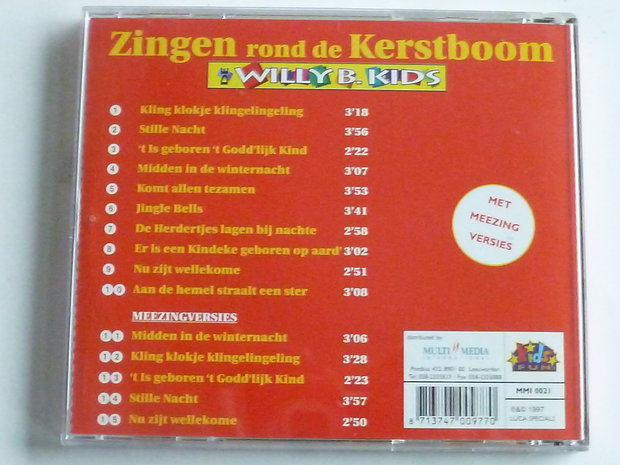 Zingen rond de Kerstboom
WILLY B. KIDS
1 Kling klokje klingelingeling 3'18
2 Stille Nacht 3'56
3 't Is geboren 't Godd'lijk Kind 2'22
4 Midden in de winternacht 3'07
5 Komt allen tezamen 3'53
6 Jingle Bells 3'41
7 De Herdertjes lagen bij nachte 2'58
8 Er is een Kindeke geboren op aard' 3'02
9 Nu zijt wellekome 2'51
10 Aan de hemel straalt een ster 3'08
MEEZINGVERSIES
11 Midden in de winternacht 3'06
12 Kling klokje klingelingeling 3'28
13 't Is geboren 't Godd'lijk Kind 2'23
14 Stille Nacht 3'57
15 Nu zijt wellekome 2'50
MET
MEEZING
VERSIES
distributed by
MULTI MEDIA
INTERNATIONAL
Leeuwarden
8 713747 009770
Kids
FUN
MMI 0021
℗&© 1997
LUCA SPECIALS